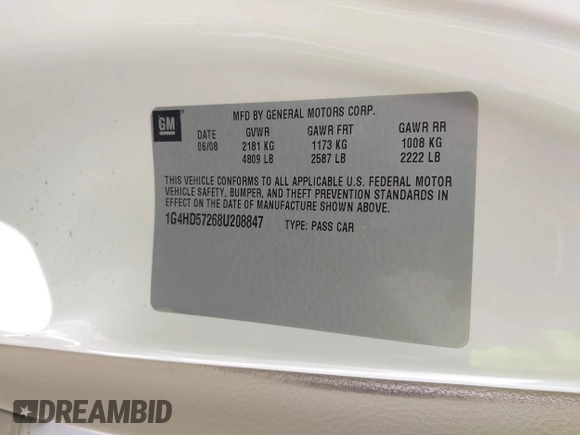 GM
MFD BY GENERAL MOTORS CORP.
DATE GVWR GAWR FRT GAWR RR
06/08 2181 KG 1173 KG 1008 KG
4809 LB 2587 LB 2222 LB
THIS VEHICLE CONFORMS TO ALL APPLICABLE U.S. FEDERAL MOTOR
VEHICLE SAFETY, BUMPER, AND THEFT PREVENTION STANDARDS IN
EFFECT ON THE DATE OF MANUFACTURE SHOWN ABOVE.
1G4HD57268U208847 TYPE: PASS CAR
DREAMBID